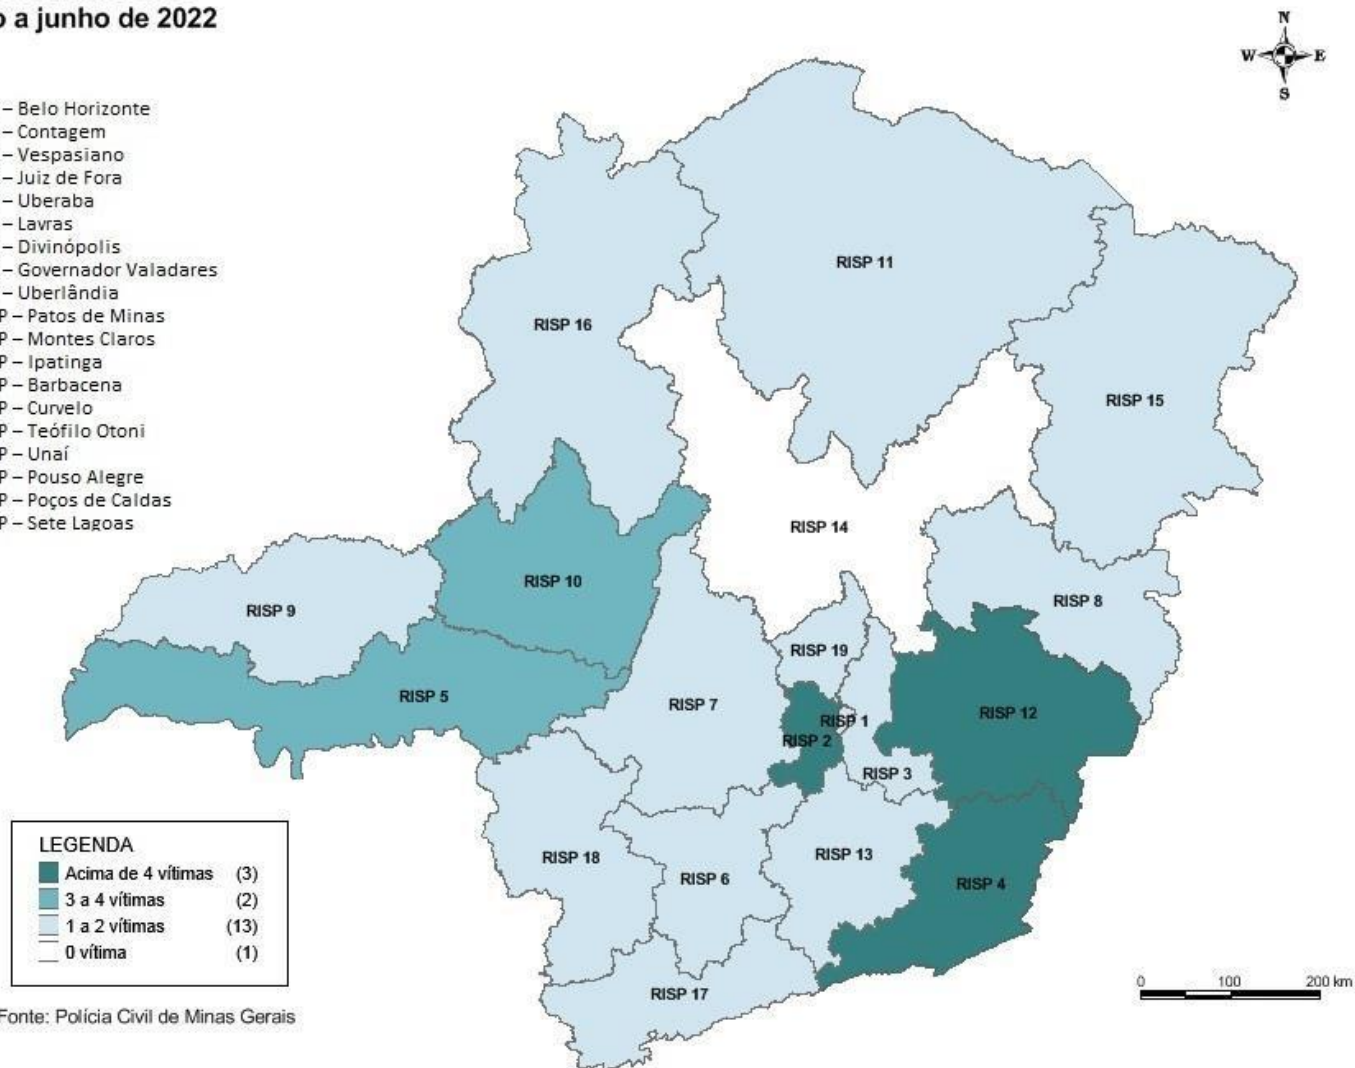 o a junho de 2022
N
W E
S
– Belo Horizonte
– Contagem
– Vespasiano
– Juiz de Fora
– Uberaba
– Lavras
– Divinópolis
– Governador Valadares
– Uberlândia
P – Patos de Minas
P – Montes Claros
P – Ipatinga
P – Barbacena
P – Curvelo
P – Teófilo Otoni
P – Unaí
P – Pouso Alegre
P – Poços de Caldas
P – Sete Lagoas
RISP 11
RISP 16
RISP 15
RISP 14
RISP 10
RISP 8
RISP 9
RISP 19
RISP 5
RISP 7
RISP 12
RISP 1
RISP 2
RISP 3
RISP 13
RISP 18
RISP 6
RISP 4
RISP 17
LEGENDA
Acima de 4 vítimas (3)
3 a 4 vítimas (2)
1 a 2 vítimas (13)
0 vítima (1)
0 100 200 km
Fonte: Polícia Civil de Minas Gerais